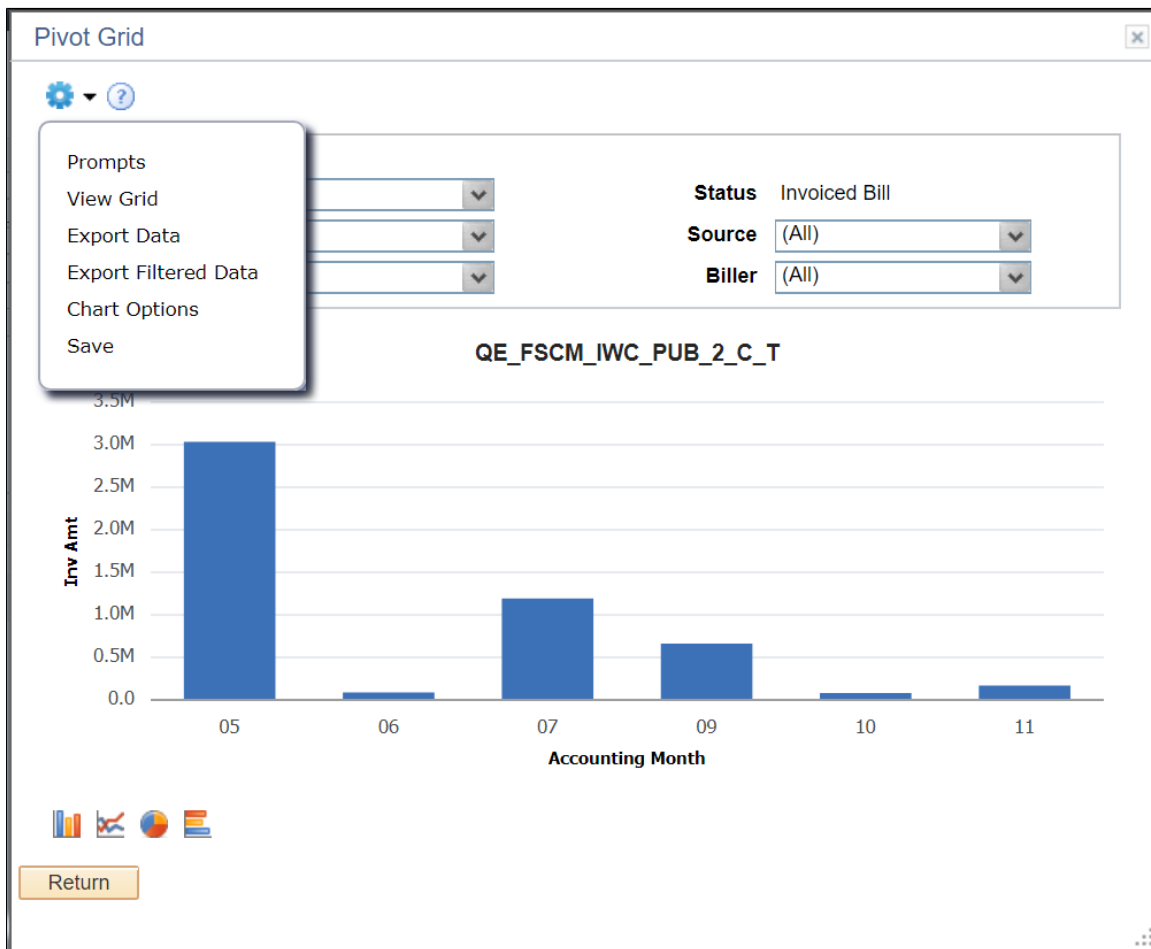 Pivot Grid
?
Prompts
View Grid
Export Data
Export Filtered Data
Chart Options
Save
Status Invoiced Bill
Source (All)
Biller (All)
QE_FSCM_IWC_PUB_2_C_T
3.5M
3.0M
2.5M
2.0M
1.5M
1.0M
0.5M
0.0
Inv Amt
05 06 07 09 10 11
Accounting Month
Return